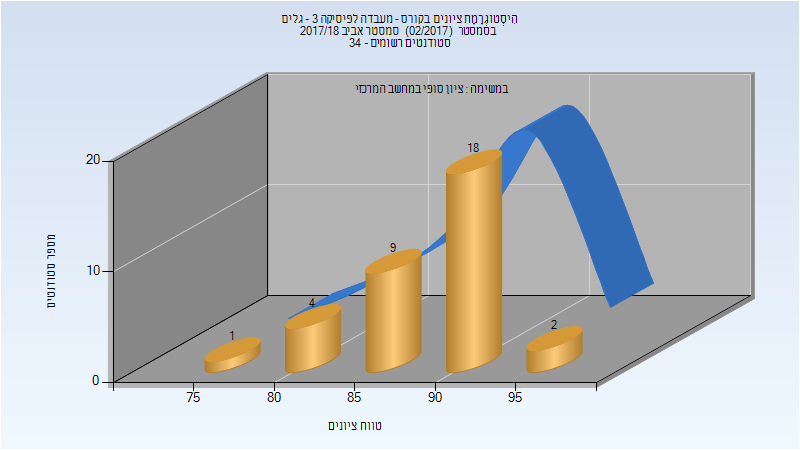 היסטוגרמת ציונים בקורס - מעבדה לפיסיקה 3 - גלים
בסמסטר (02/2017) סמסטר אביב 2017/18
סטודנטים רשומים - 34
במשימה : ציון סופי במחשב המרכזי
מספר סטודנטים
20
10
0
1
4
9
18
2
75
80
85
90
95
טווח ציונים